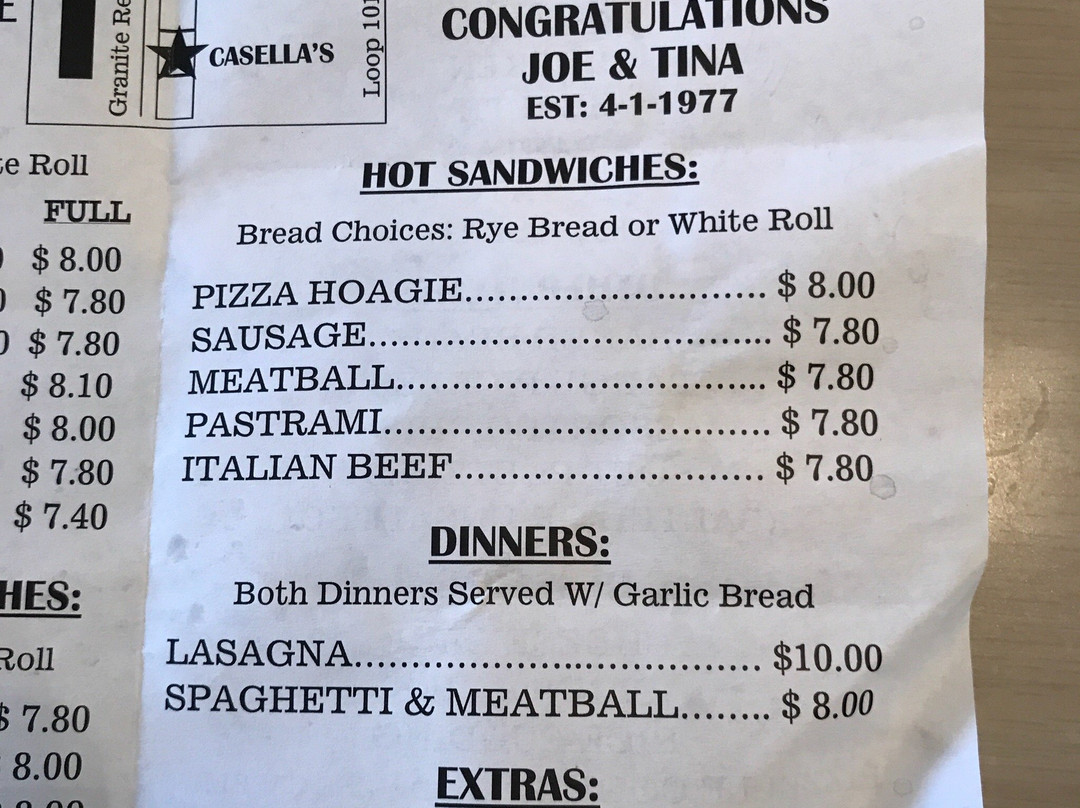 Granite Re
CASELLA'S
Loop 101
CONGRATULATIONS
JOE & TINA
EST: 4-1-1977
te Roll
FULL
$ 8.00
$ 7.80
$ 7.80
$ 8.10
$ 8.00
$ 7.80
$ 7.40
HES:
Roll
$ 7.80
8.00
HOT SANDWICHES:
Bread Choices: Rye Bread or White Roll
PIZZA HOAGIE........................... $ 8.00
SAUSAGE.................................... $ 7.80
MEATBALL................................. $ 7.80
PASTRAMI.................................. $ 7.80
ITALIAN BEEF............................ $ 7.80
DINNERS:
Both Dinners Served W/ Garlic Bread
LASAGNA.................................... $10.00
SPAGHETTI & MEATBALL........ $ 8.00
EXTRAS: